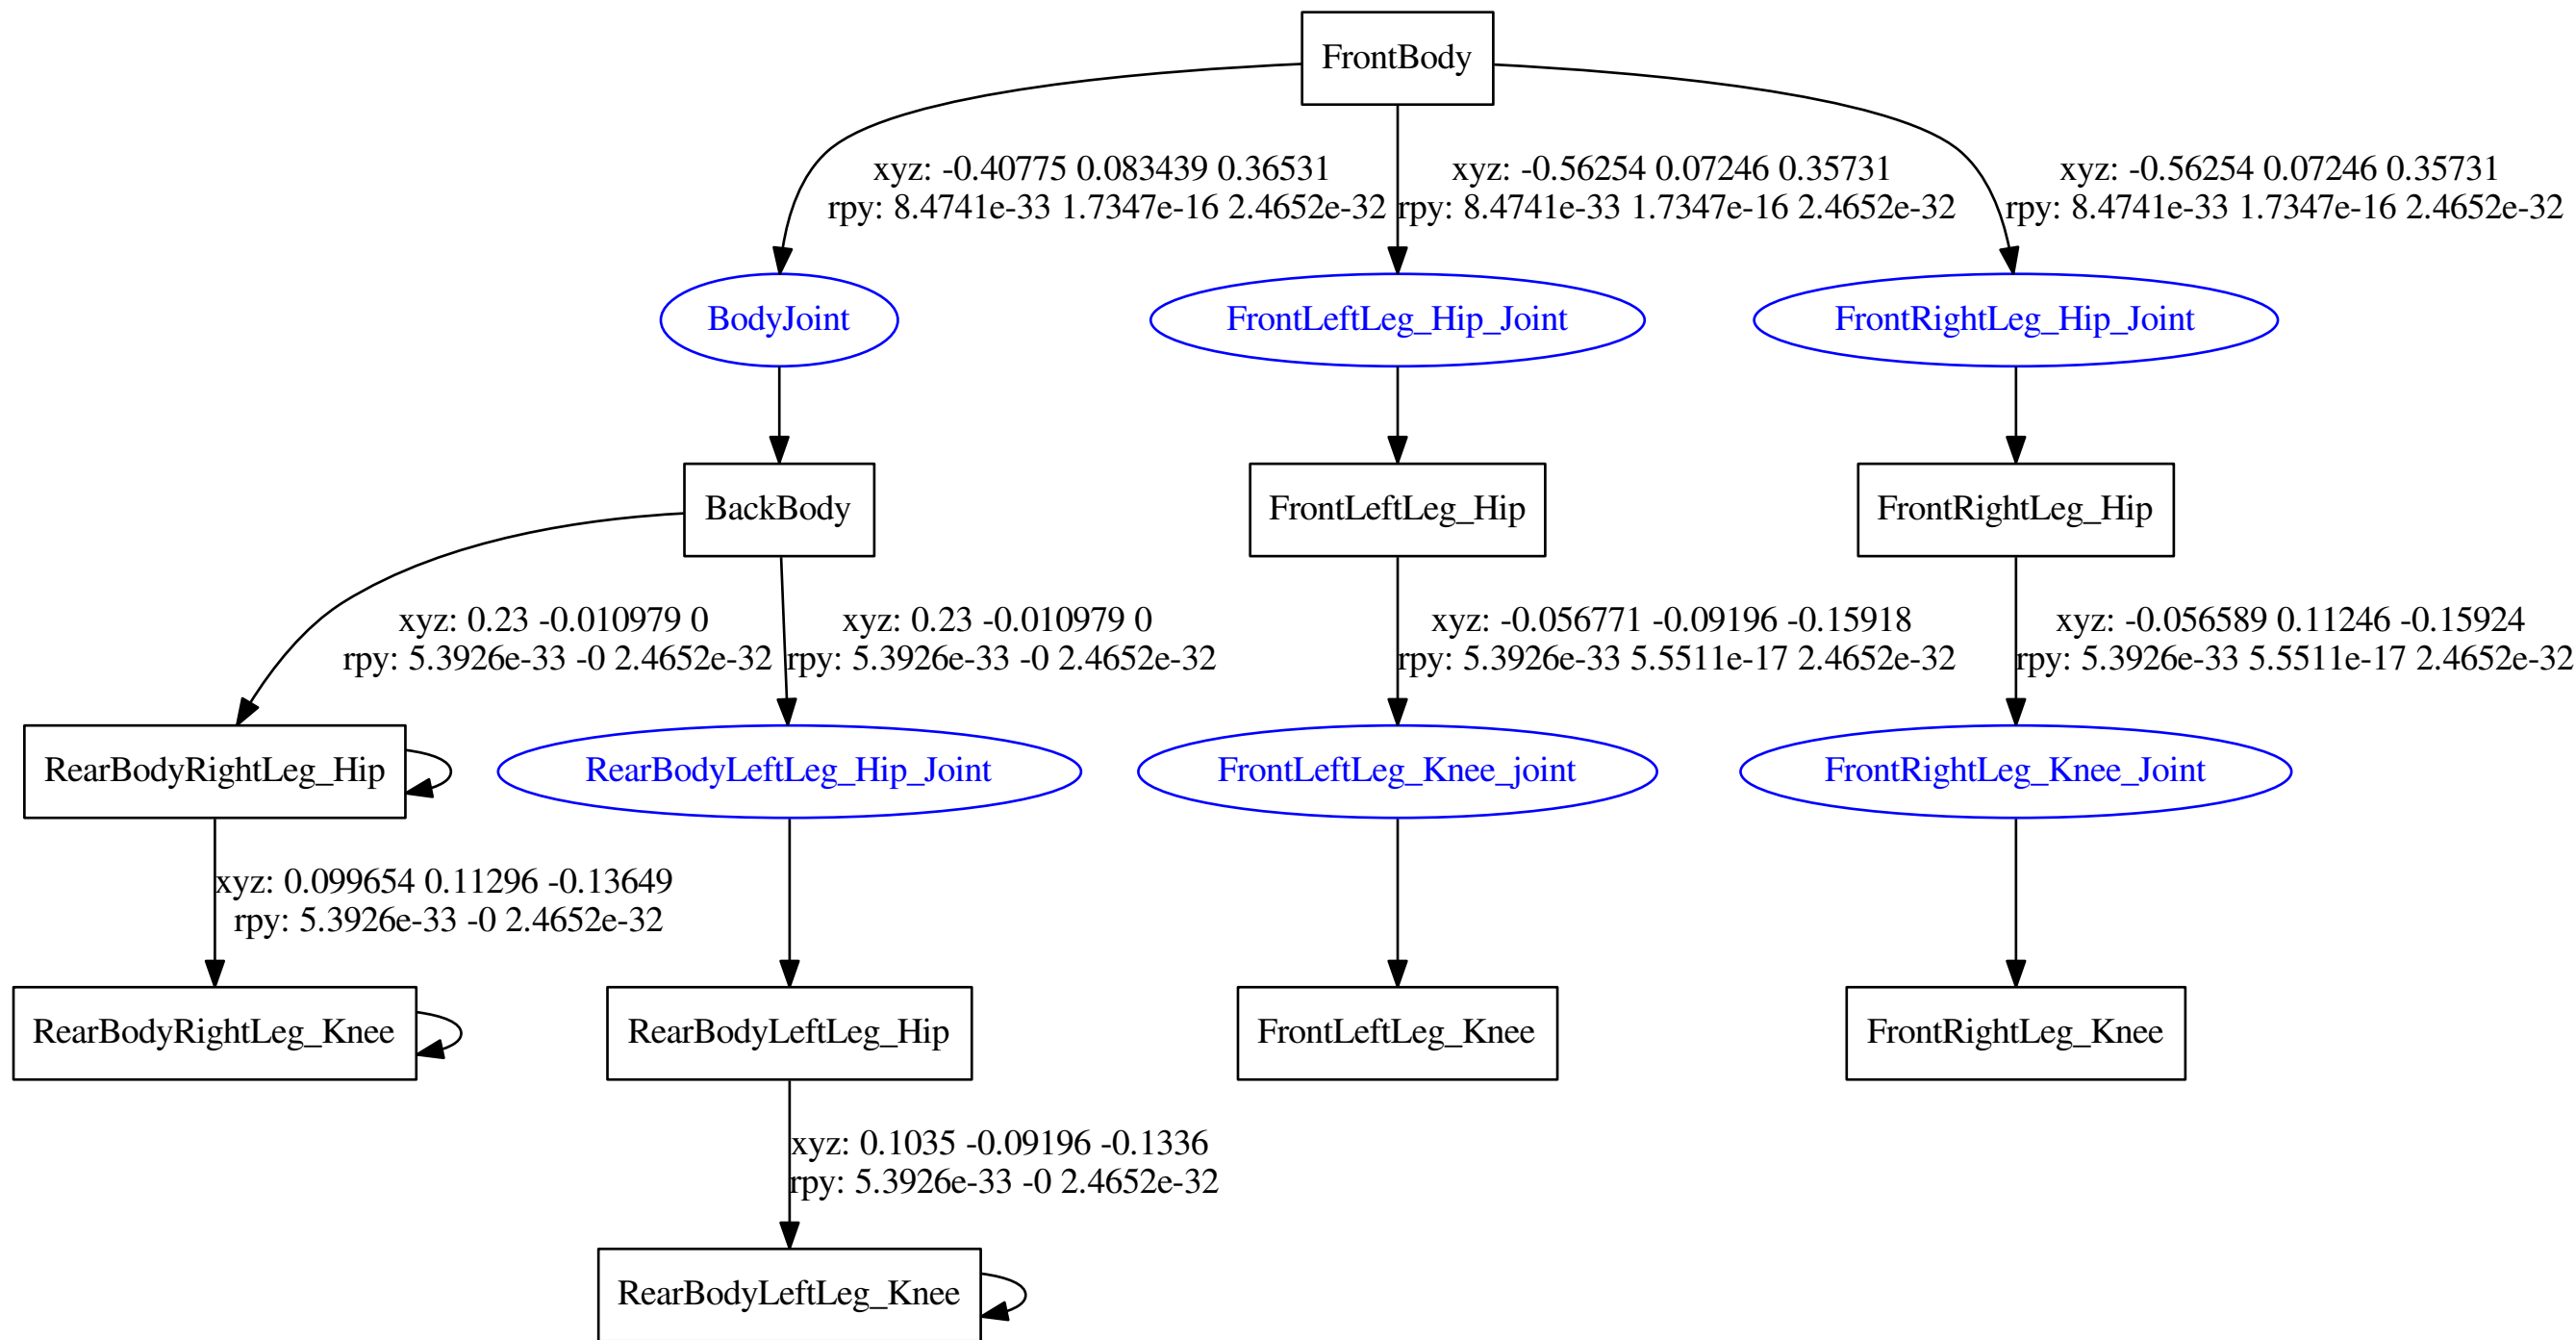 FrontBody
xyz: -0.40775 0.083439 0.36531
rpy: 8.4741e-33 1.7347e-16 2.4652e-32
xyz: -0.56254 0.07246 0.35731
rpy: 8.4741e-33 1.7347e-16 2.4652e-32
xyz: -0.56254 0.07246 0.35731
rpy: 8.4741e-33 1.7347e-16 2.4652e-32
BodyJoint
FrontLeftLeg_Hip_Joint
FrontRightLeg_Hip_Joint
BackBody
FrontLeftLeg_Hip
FrontRightLeg_Hip
xyz: 0.23 -0.010979 0
rpy: 5.3926e-33 -0 2.4652e-32
xyz: 0.23 -0.010979 0
rpy: 5.3926e-33 -0 2.4652e-32
xyz: -0.056771 -0.09196 -0.15918
rpy: 5.3926e-33 5.5511e-17 2.4652e-32
xyz: -0.056589 0.11246 -0.15924
rpy: 5.3926e-33 5.5511e-17 2.4652e-32
RearBodyRightLeg_Hip
RearBodyLeftLeg_Hip_Joint
FrontLeftLeg_Knee_joint
FrontRightLeg_Knee_Joint
xyz: 0.099654 0.11296 -0.13649
rpy: 5.3926e-33 -0 2.4652e-32
RearBodyRightLeg_Knee
RearBodyLeftLeg_Hip
FrontLeftLeg_Knee
FrontRightLeg_Knee
xyz: 0.1035 -0.09196 -0.1336
rpy: 5.3926e-33 -0 2.4652e-32
RearBodyLeftLeg_Knee